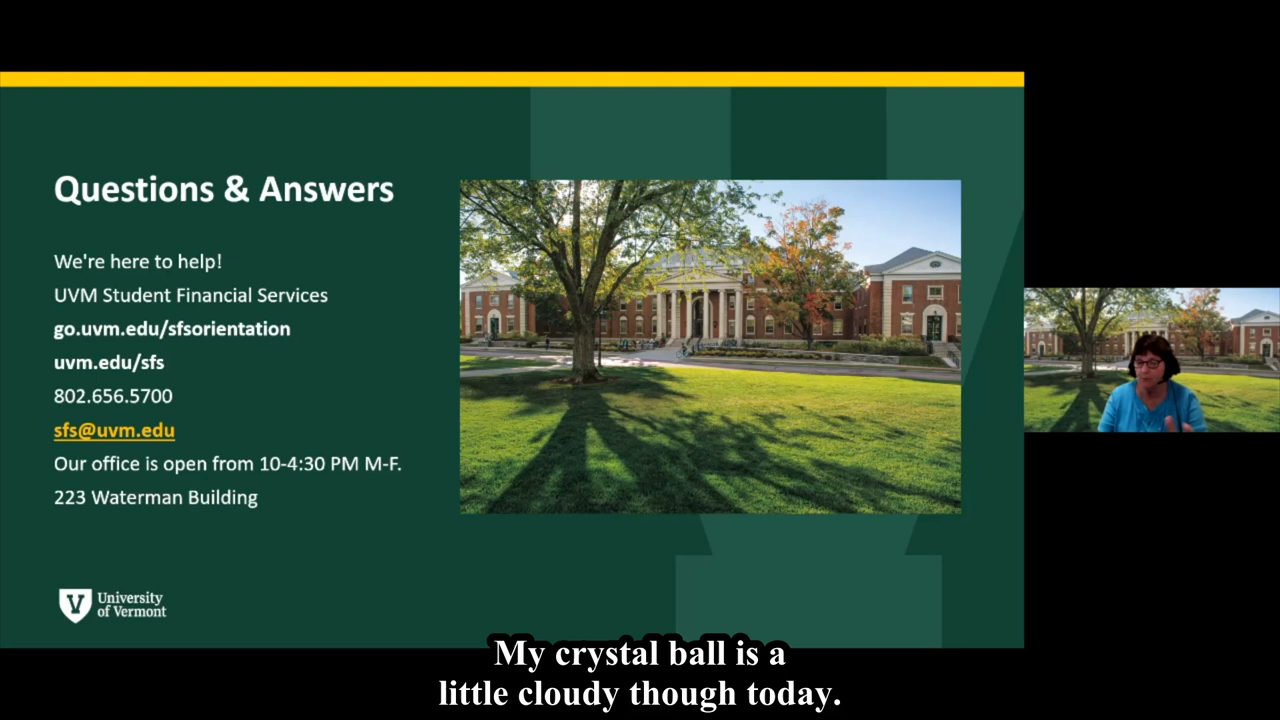 Questions & Answers
We're here to help!
UVM Student Financial Services
go.uvm.edu/sfsorientation
uvm.edu/sfs
802.656.5700
sfs@uvm.edu
Our office is open from 10-4:30 PM M-F.
223 Waterman Building
V University
of Vermont
My crystal ball is a
little cloudy though today.